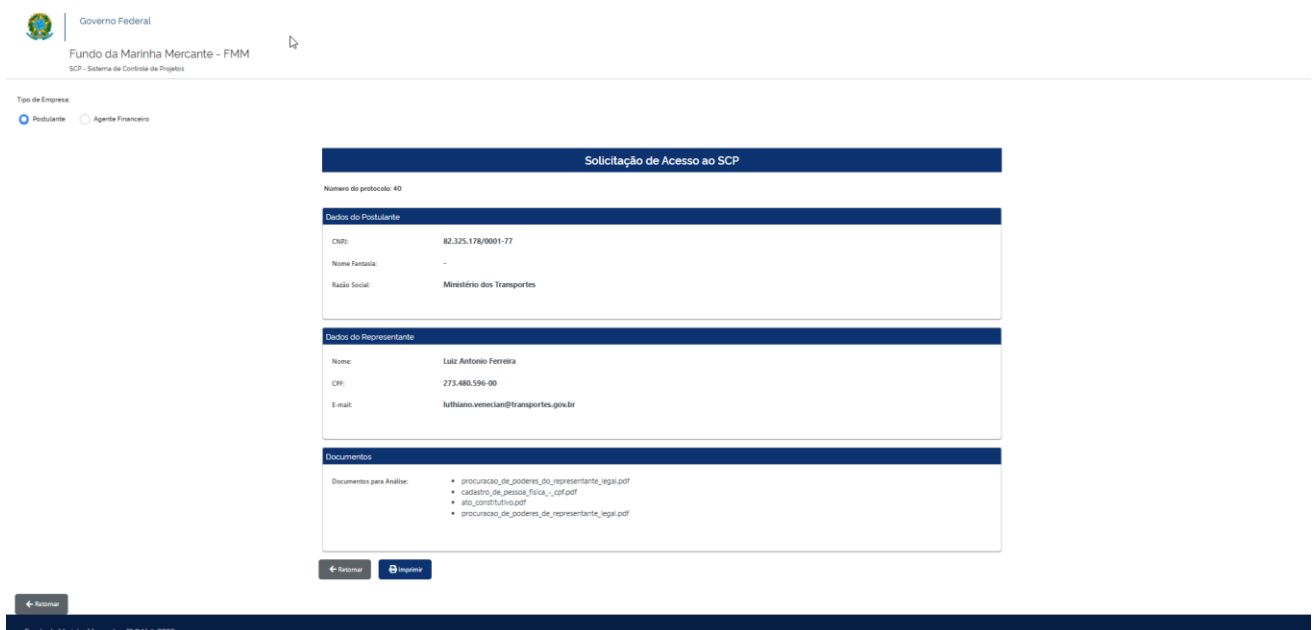 Governo Federal
Fundo da Marinha Mercante - FMM
SCP - Sistema de Controle de Projetos
Tipo de Empresa:
Postulante Agente Financeiro
Solicitação de Acesso ao SCP
Número do protocolo: 40
Dados do Postulante
CNPJ: 82.325.178/0001-77
Nome Fantasia: -
Razão Social: Ministério dos Transportes
Dados do Representante
Nome: Luiz Antonio Ferreira
CPF: 273.480.596-00
E-mail: luthiano.venecian@transportes.gov.br
Documentos
Documentos para Análise: • procuracao_de_poderes_do_representante_legal.pdf
• cadastro_de_pessoa_fisica_-_cpf.pdf
• ato_constitutivo.pdf
• procuracao_de_poderes_de_representante_legal.pdf
Retornar Imprimir
Retornar